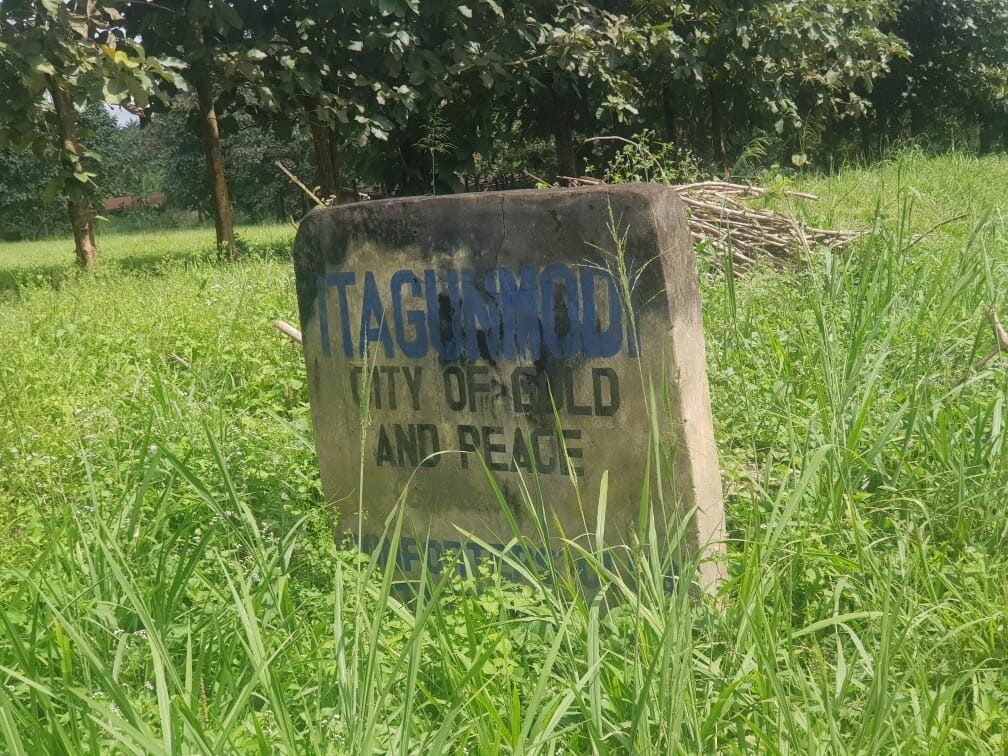 ITAGUNMODI
CITY OF GOLD
AND PEACE